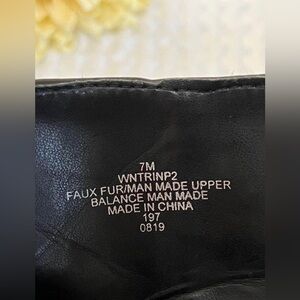 7M
WNTRINP2
FAUX FUR/MAN MADE UPPER
BALANCE MAN MADE
MADE IN CHINA
197
0819